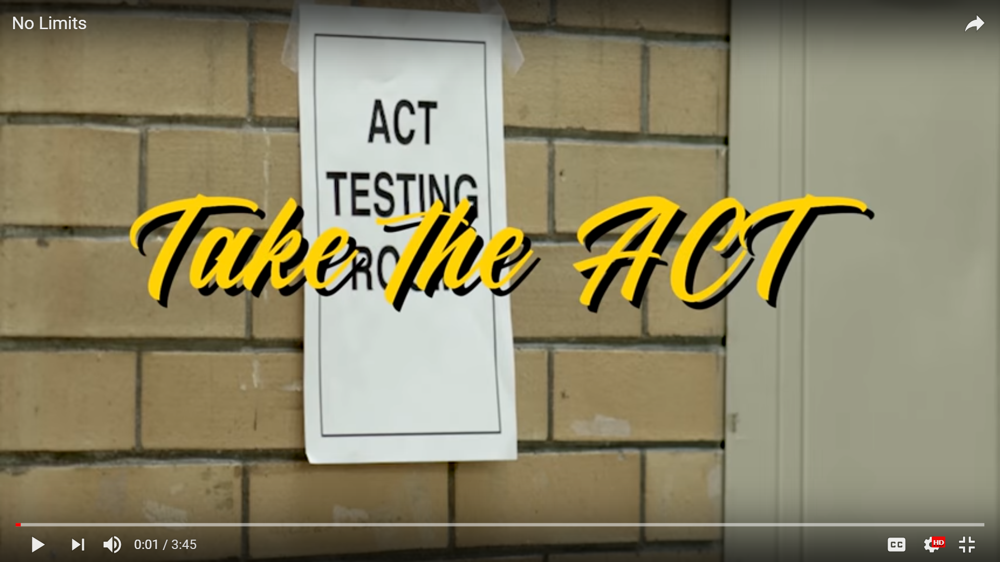 No Limits
ACT
TESTING
Take the ACT
0:01 / 3:45
CC
HD